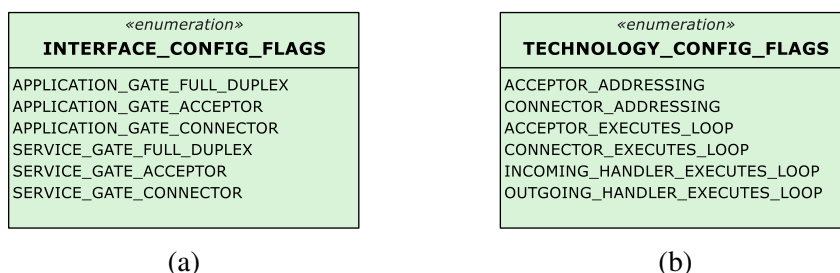 «enumeration»
INTERFACE_CONFIG_FLAGS
APPLICATION_GATE_FULL_DUPLEX
APPLICATION_GATE_ACCEPTOR
APPLICATION_GATE_CONNECTOR
SERVICE_GATE_FULL_DUPLEX
SERVICE_GATE_ACCEPTOR
SERVICE_GATE_CONNECTOR
(a)
«enumeration»
TECHNOLOGY_CONFIG_FLAGS
ACCEPTOR_ADDRESSING
CONNECTOR_ADDRESSING
ACCEPTOR_EXECUTES_LOOP
CONNECTOR_EXECUTES_LOOP
INCOMING_HANDLER_EXECUTES_LOOP
OUTGOING_HANDLER_EXECUTES_LOOP
(b)